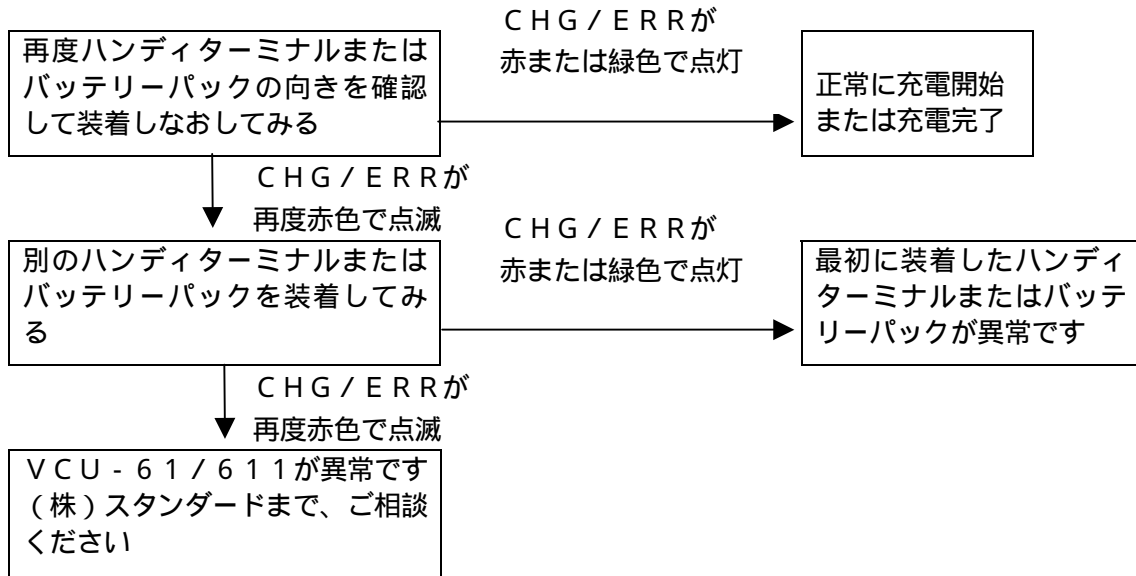 再度ハンディターミナルまたは
バッテリーパックの向きを確認
して装着しなおしてみる
ＣＨＧ／ＥＲＲが
赤または緑色で点灯
正常に充電開始
または充電完了
ＣＨＧ／ＥＲＲが
再度赤色で点滅
別のハンディターミナルまたは
バッテリーパックを装着してみ
る
ＣＨＧ／ＥＲＲが
赤または緑色で点灯
最初に装着したハンディ
ターミナルまたはバッテ
リーパックが異常です
ＣＨＧ／ＥＲＲが
再度赤色で点滅
ＶＣＵ‐６１／６１１が異常です
（株）スタンダードまで、ご相談
ください